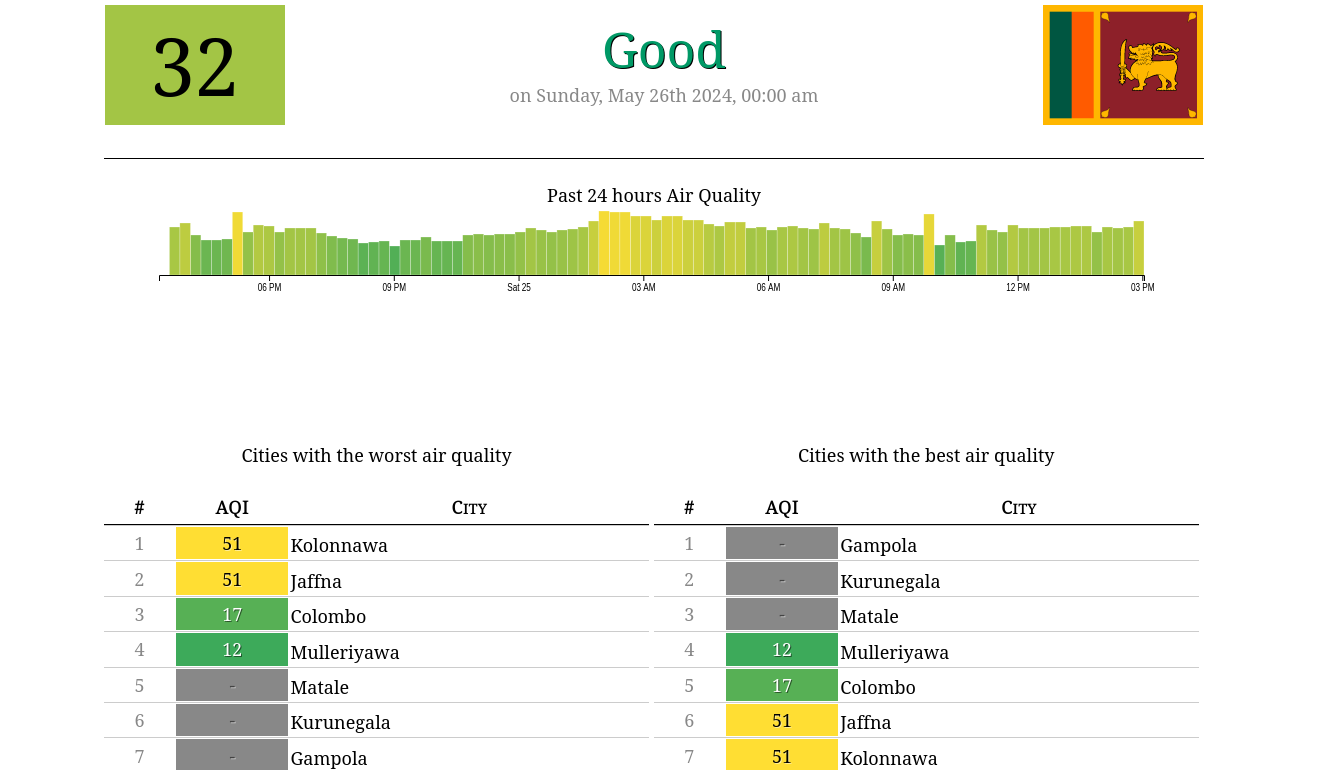 32
Good
on Sunday, May 26th 2024, 00:00 am
Past 24 hours Air Quality
06 PM 09 PM Sat 25 03 AM 06 AM 09 AM 12 PM 03 PM
Cities with the worst air quality
# AQI City
1 51 Kolonnawa
2 51 Jaffna
3 17 Colombo
4 12 Mulleriyawa
5 - Matale
6 - Kurunegala
7 - Gampola
Cities with the best air quality
# AQI City
1 - Gampola
2 - Kurunegala
3 - Matale
4 12 Mulleriyawa
5 17 Colombo
6 51 Jaffna
7 51 Kolonnawa